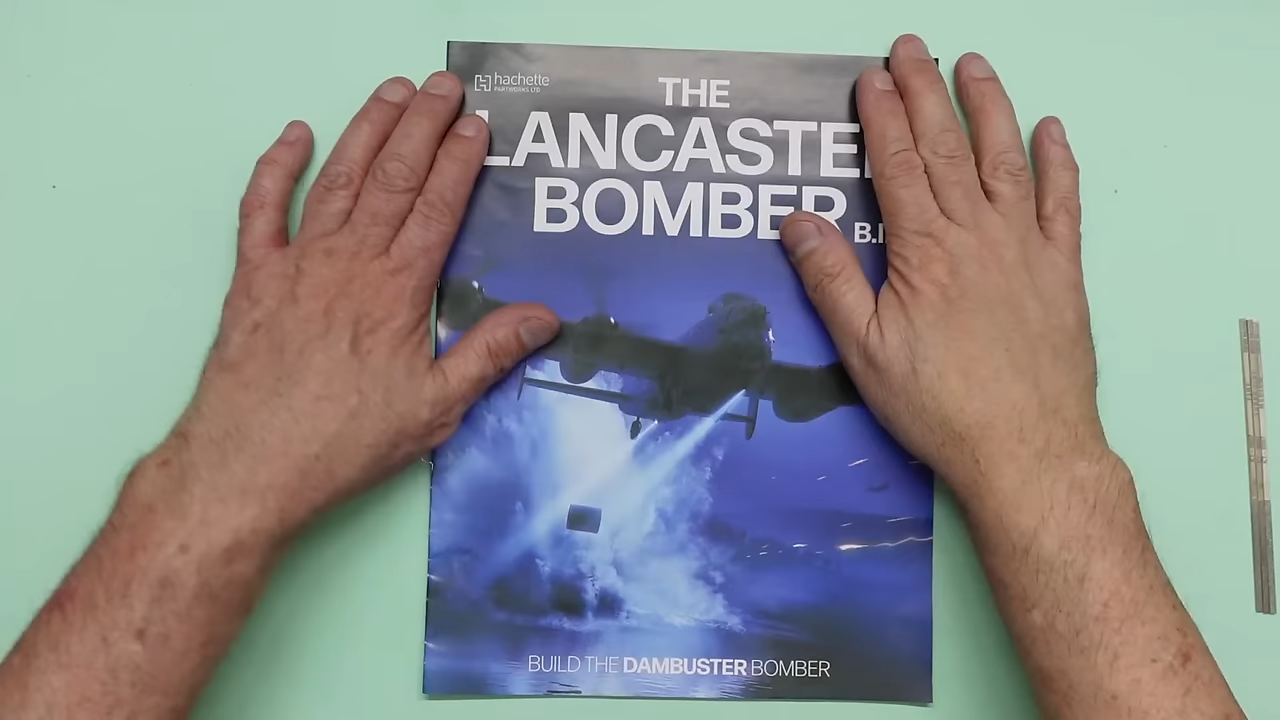 hachette
PARTWORKS LTD
THE
LANCASTE
BOMBER B.I
BUILD THE DAMBUSTER BOMBER